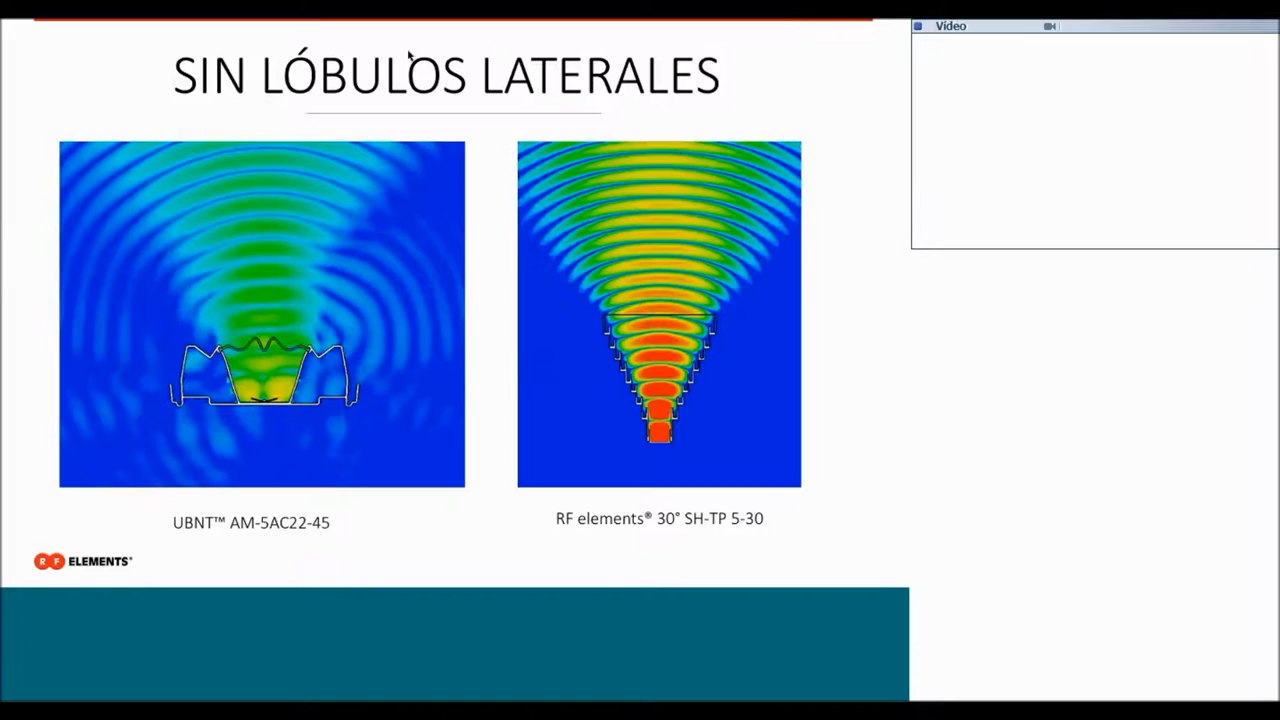 SIN LÓBULOS LATERALES
Vídeo
UBNT™ AM-5AC22-45
RF elements® 30° SH-TP 5-30
R F ELEMENTS®